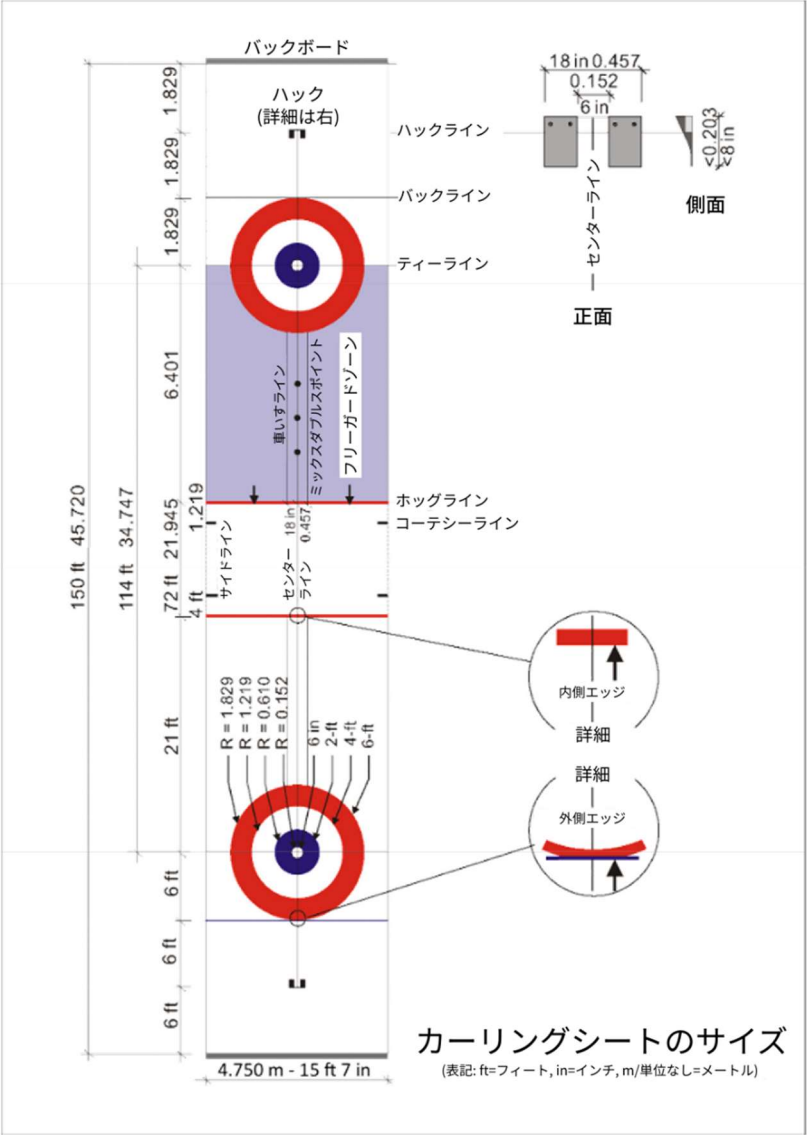 バックボード
18 in 0.457
0.152
6 in
1.829
ハック
(詳細は右)
ハックライン
<0.203
<8 in
1.829
バックライン
センターライン
側面
1.829
ティーライン
正面
6.401
車いすライン
ミックスダブルスポイント
フリーガードゾーン
ホッグライン
コーテシーライン
150 ft 45.720
114 ft 34.747
72 ft 21.945
4 ft 1.219
サイドライン
18 in
0.457
センター
ライン
内側エッジ
詳細
21 ft
R = 1.829
R = 1.219
R = 0.610
R = 0.152
6 in
2-ft
4-ft
6-ft
詳細
外側エッジ
6 ft
6 ft
6 ft
カーリングシートのサイズ
(表記: ft=フィート, in=インチ, m/単位なし=メートル)
4.750 m - 15 ft 7 in